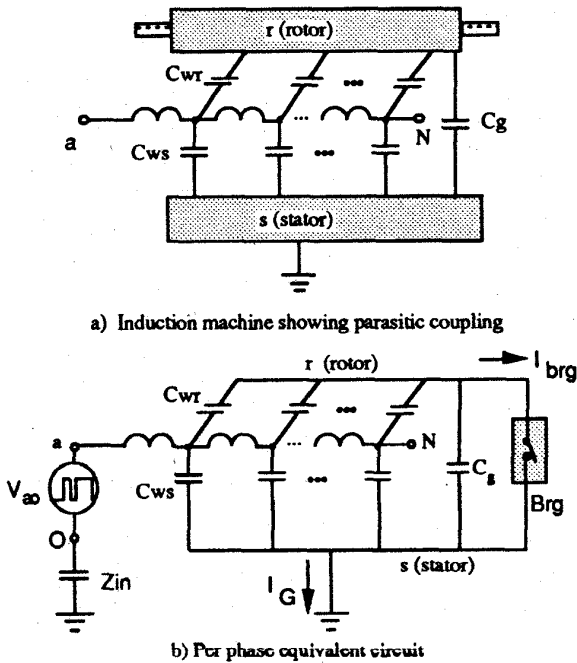 r (rotor)
Cwr
...
a
...
N
Cg
Cws
...
s (stator)
a) Induction machine showing parasitic coupling
r (rotor)
I brg
Cwr
...
a
...
N
Vao
Cws
...
Cg
Brg
O
Zin
I G
s (stator)
b) Per phase equivalent circuit